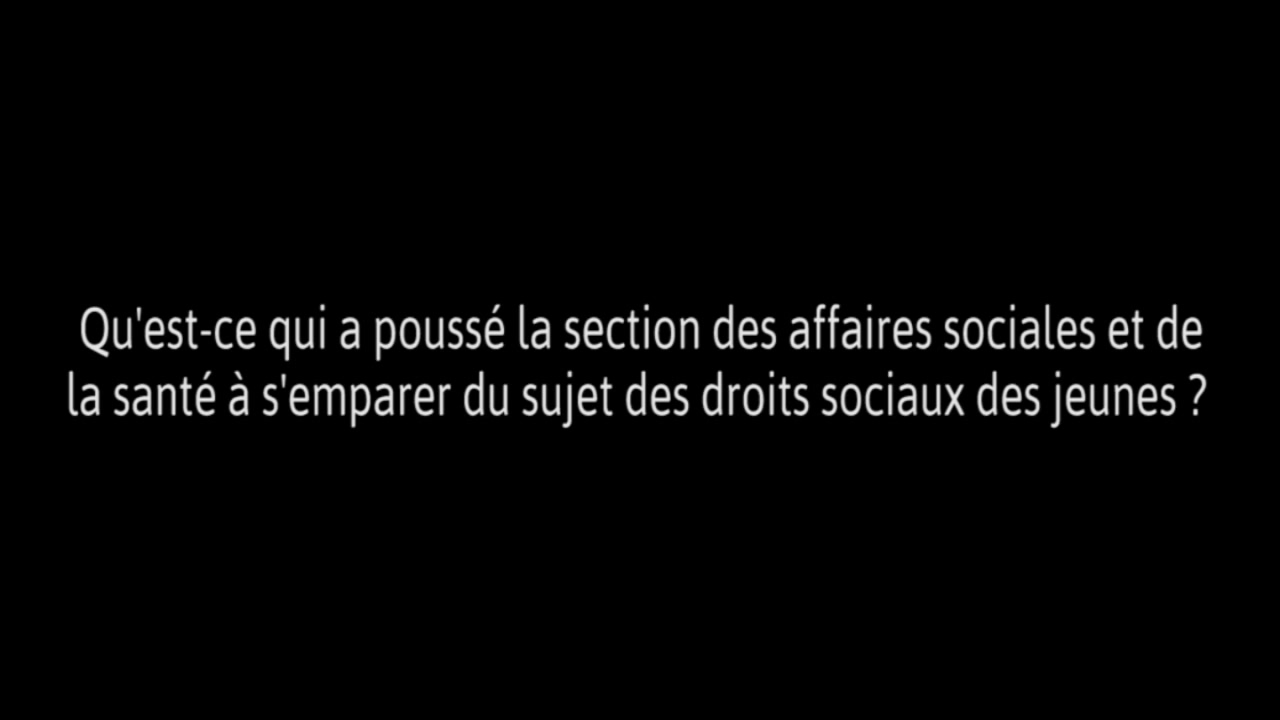 Qu'est-ce qui a poussé la section des affaires sociales et de
la santé à s'emparer du sujet des droits sociaux des jeunes ?